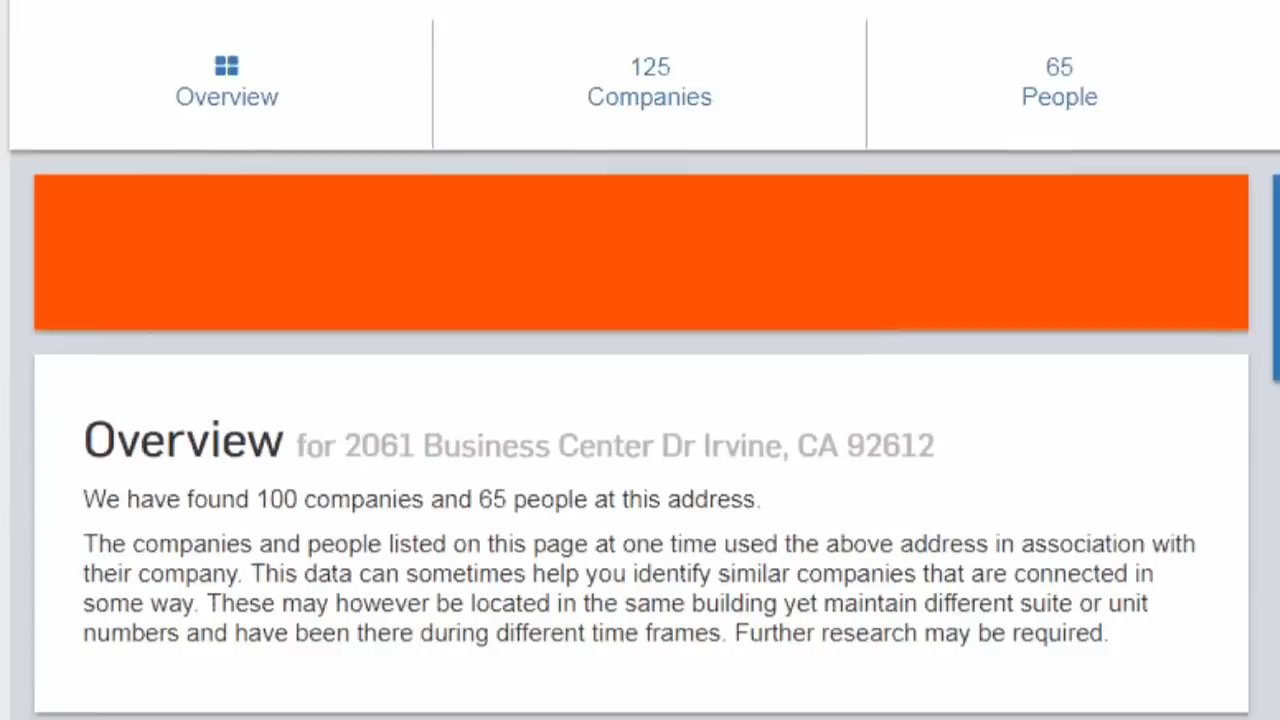 Overview
125
Companies
65
People
Overview for 2061 Business Center Dr Irvine, CA 92612
We have found 100 companies and 65 people at this address.
The companies and people listed on this page at one time used the above address in association with
their company. This data can sometimes help you identify similar companies that are connected in
some way. These may however be located in the same building yet maintain different suite or unit
numbers and have been there during different time frames. Further research may be required.